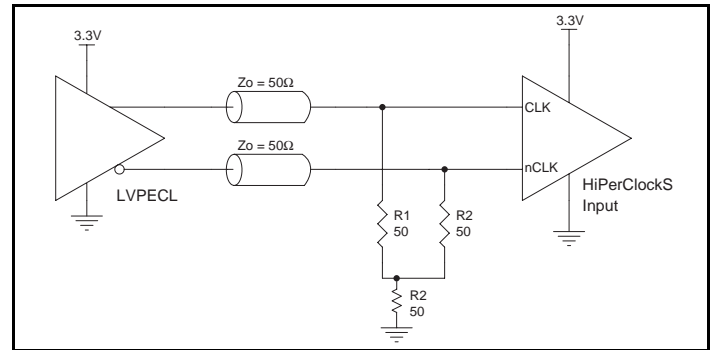 3.3V
3.3V
Zo = 50Ω
CLK
Zo = 50Ω
nCLK
LVPECL
HiPerClockS
Input
R1
50
R2
50
R2
50